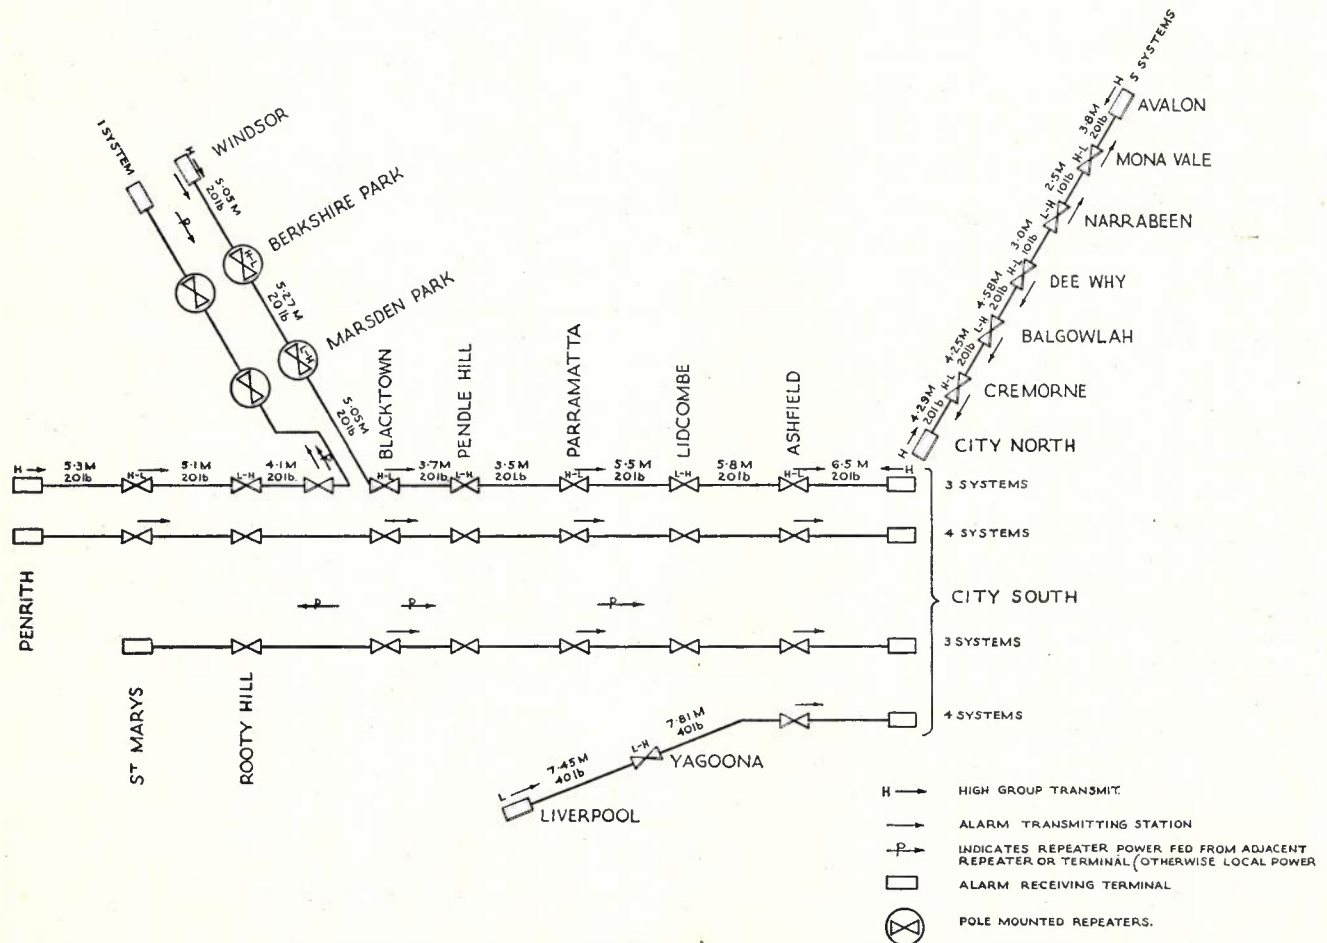 5 SYSTEMS
H
AVALON
3.8M
20lb
H-L
MONA VALE
2.5M
10lb
L-H
NARRABEEN
3.0M
10lb
H-L
DEE WHY
4.58M
20lb
L-H
BALGOWLAH
4.25M
20lb
H-L
CREMORNE
4.29M
20lb
H
CITY NORTH
1 SYSTEM
H
WINDSOR
P
5.05M
20lb
H-L
BERKSHIRE PARK
5.27M
20lb
L-H
MARSDEN PARK
5.05M
20lb
P
BLACKTOWN
PENDLE HILL
PARRAMATTA
LIDCOMBE
ASHFIELD
H
5.3M
20lb
H-L
5.1M
20lb
L-H
4.1M
20lb
H-L
3.7M
20lb
L-H
3.5M
20lb
H-L
5.5M
20lb
L-H
5.8M
20lb
H-L
6.5M
20lb
H
3 SYSTEMS
4 SYSTEMS
PENRITH
P
P
P
CITY SOUTH
3 SYSTEMS
ST MARYS
ROOTY HILL
4 SYSTEMS
7.81M
40lb
L-H
YAGOONA
7.45M
40lb
L
LIVERPOOL
H HIGH GROUP TRANSMIT.
ALARM TRANSMITTING STATION
P INDICATES REPEATER POWER FED FROM ADJACENT
REPEATER OR TERMINAL (OTHERWISE LOCAL POWER
ALARM RECEIVING TERMINAL
POLE MOUNTED REPEATERS.